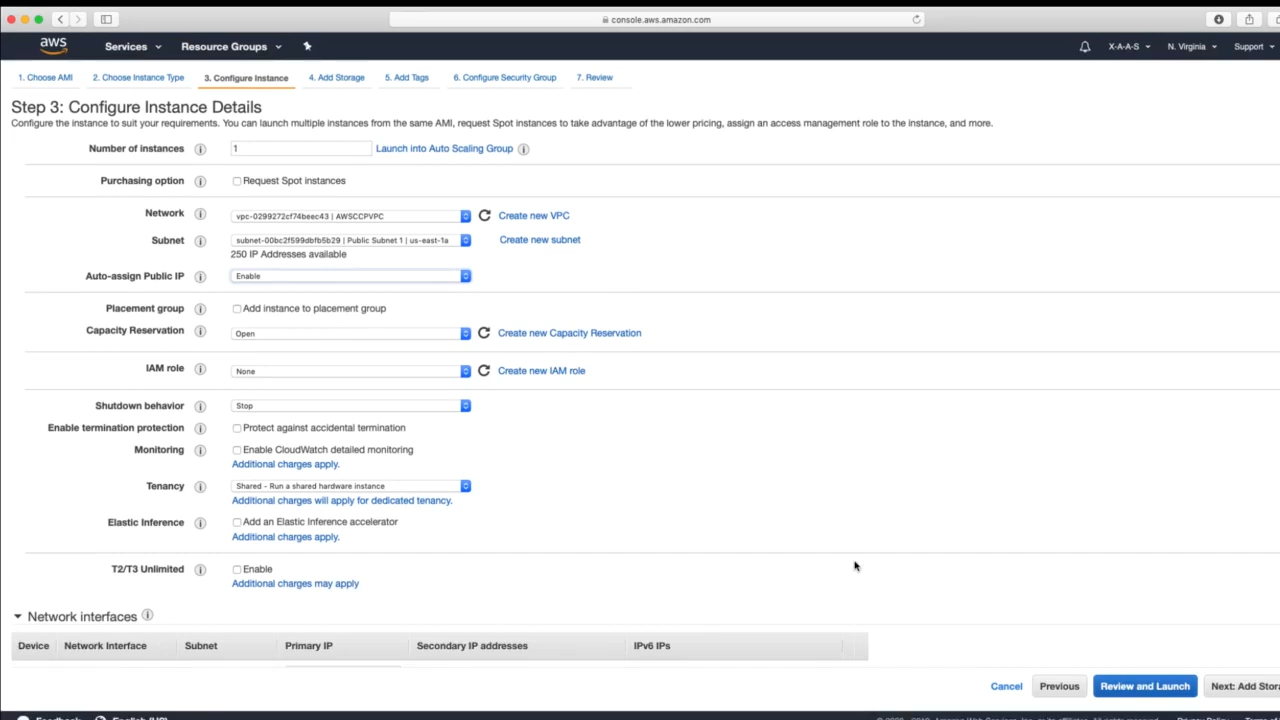 console.aws.amazon.com
aws Services Resource Groups X-A-A-S N. Virginia Support
1. Choose AMI 2. Choose Instance Type 3. Configure Instance 4. Add Storage 5. Add Tags 6. Configure Security Group 7. Review
Step 3: Configure Instance Details
Configure the instance to suit your requirements. You can launch multiple instances from the same AMI, request Spot instances to take advantage of the lower pricing, assign an access management role to the instance, and more.
Number of instances 1 Launch into Auto Scaling Group
Purchasing option Request Spot instances
Network vpc-0299272cf74beec43 | AWSCCPVPC Create new VPC
Subnet subnet-00bc2f599dbfb5b29 | Public Subnet 1 | us-east-1a Create new subnet
250 IP Addresses available
Auto-assign Public IP Enable
Placement group Add instance to placement group
Capacity Reservation Open Create new Capacity Reservation
IAM role None Create new IAM role
Shutdown behavior Stop
Enable termination protection Protect against accidental termination
Monitoring Enable CloudWatch detailed monitoring
Additional charges apply.
Tenancy Shared - Run a shared hardware instance
Additional charges will apply for dedicated tenancy.
Elastic Inference Add an Elastic Inference accelerator
Additional charges apply.
T2/T3 Unlimited Enable
Additional charges may apply
Network interfaces
Device Network Interface Subnet Primary IP Secondary IP addresses IPv6 IPs
Cancel Previous Review and Launch Next: Add Stora